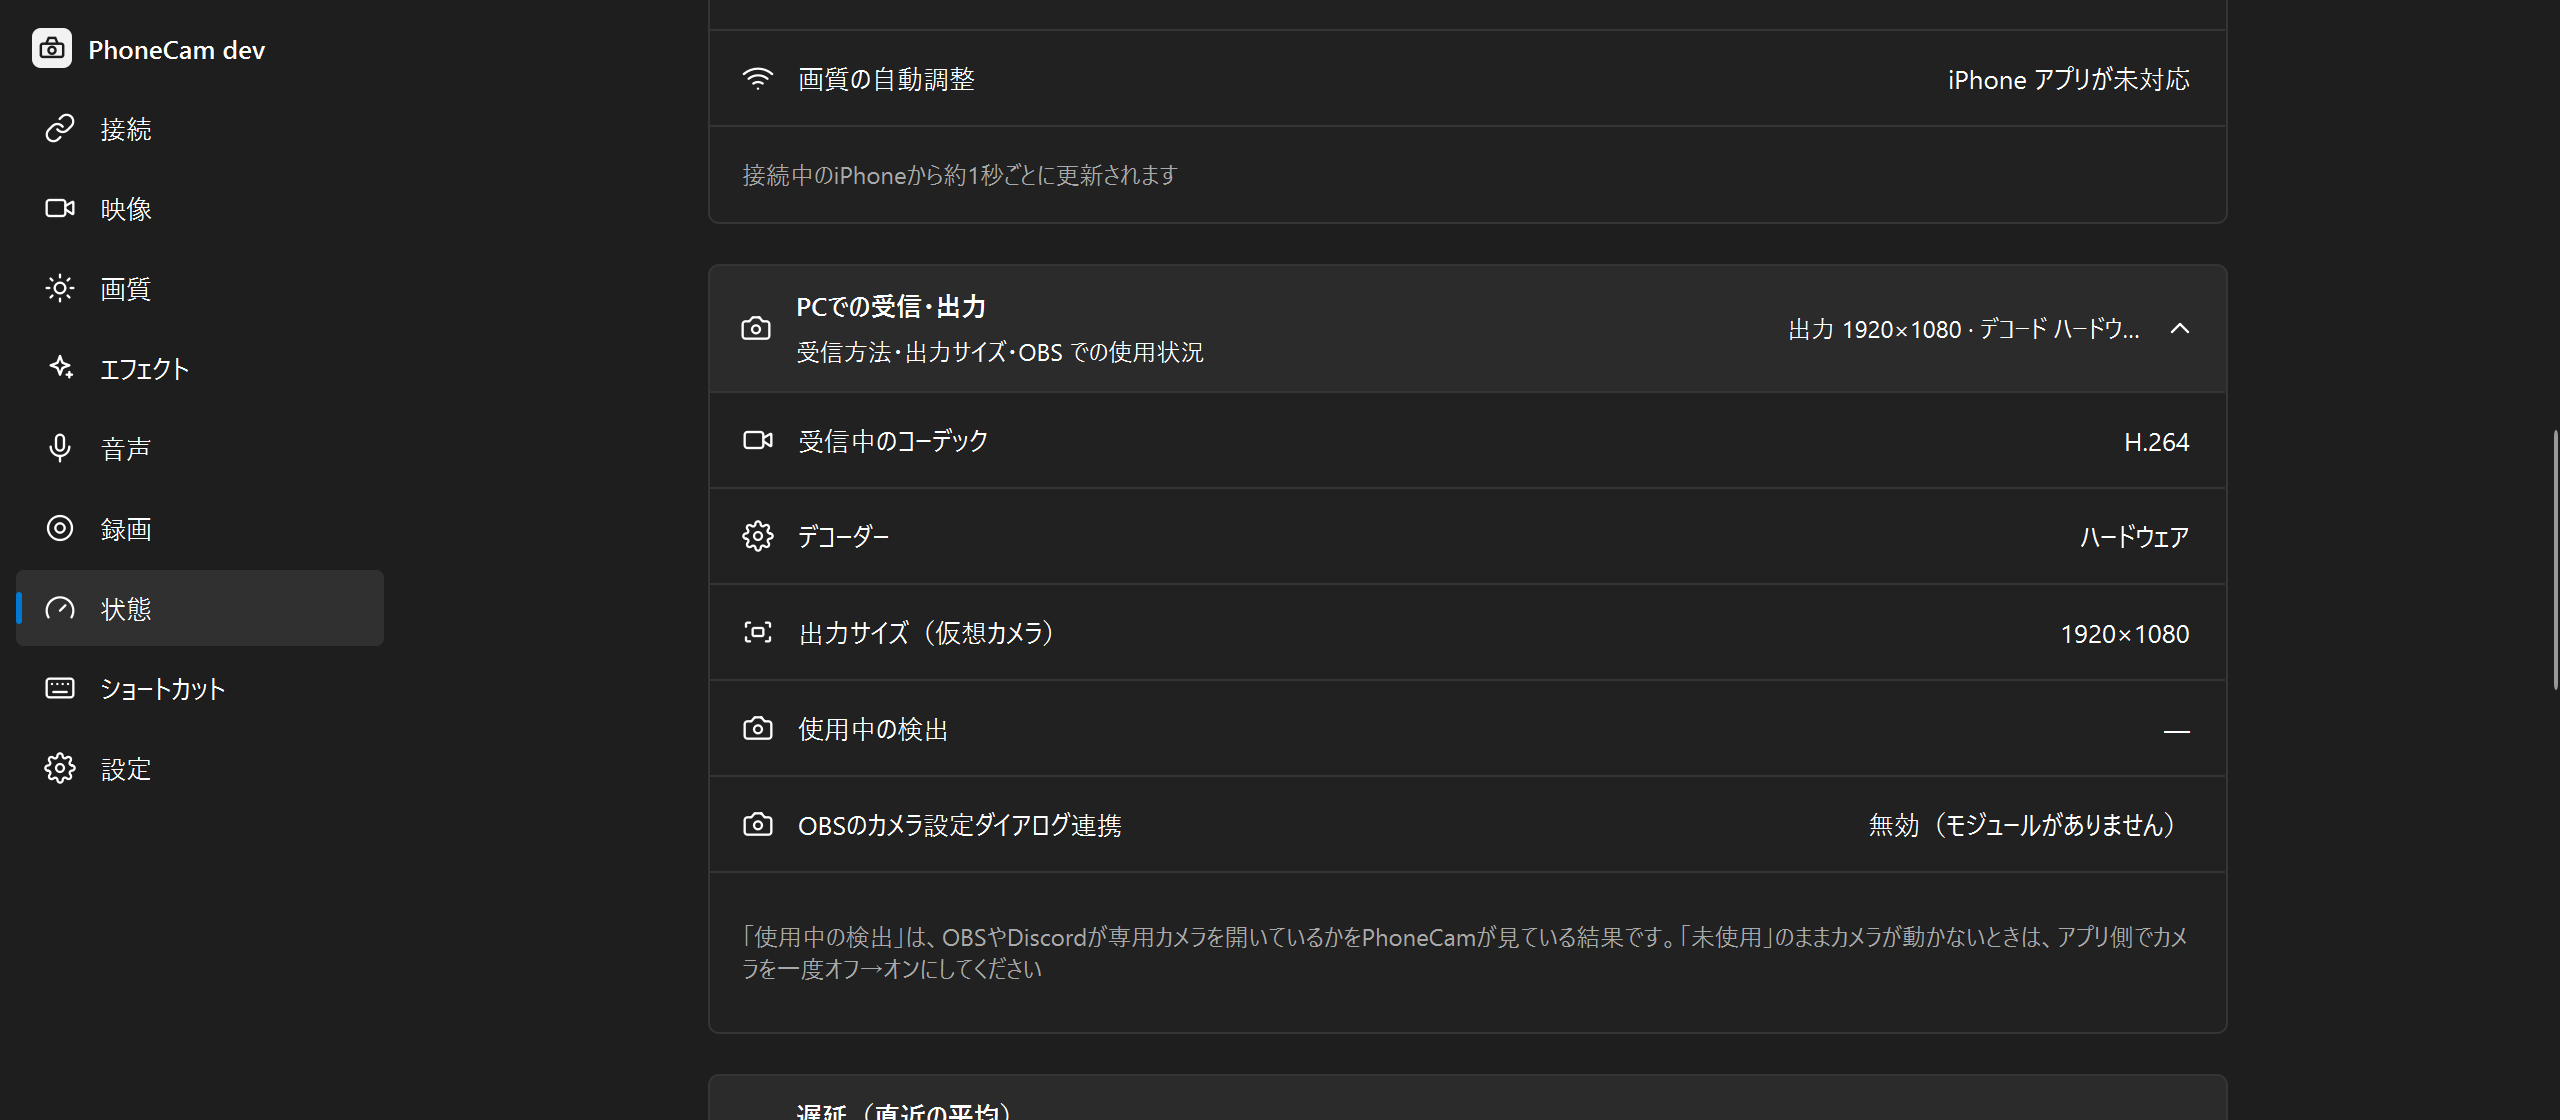 PhoneCam dev
接続
映像
画質
エフェクト
音声
録画
状態
ショートカット
設定
画質の自動調整
iPhone アプリが未対応
接続中のiPhoneから約1秒ごとに更新されます
PCでの受信・出力
受信方法・出力サイズ・OBS での使用状況
出力 1920×1080 · デコード ハードウ...
受信中のコーデック
H.264
デコーダー
ハードウェア
出力サイズ（仮想カメラ）
1920×1080
使用中の検出
—
OBSのカメラ設定ダイアログ連携
無効（モジュールがありません）
「使用中の検出」は、OBSやDiscordが専用カメラを開いているかをPhoneCamが見ている結果です。「未使用」のままカメラが動かないときは、アプリ側でカメ
ラを一度オフ→オンにしてください
遅延（直近の平均）